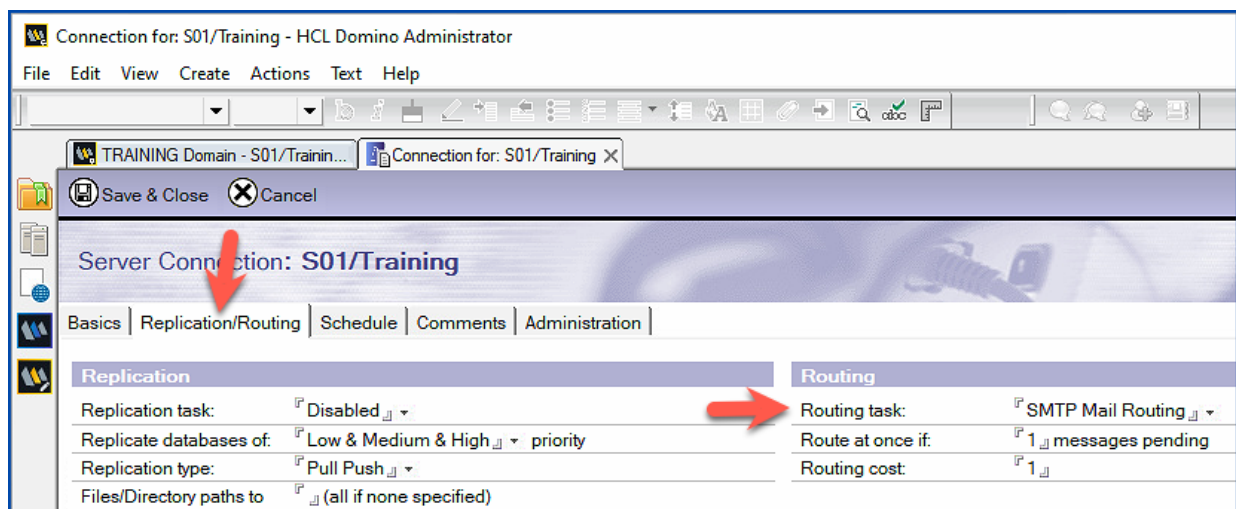 Connection for: S01/Training - HCL Domino Administrator
File Edit View Create Actions Text Help
abc
TRAINING Domain - S01/Trainin... Connection for: S01/Training
Save & Close Cancel
Server Connection: S01/Training
Basics Replication/Routing Schedule Comments Administration
Replication Routing
Replication task: Disabled Routing task: SMTP Mail Routing
Replicate databases of: Low & Medium & High priority Route at once if: 1 messages pending
Replication type: Pull Push Routing cost: 1
Files/Directory paths to (all if none specified)